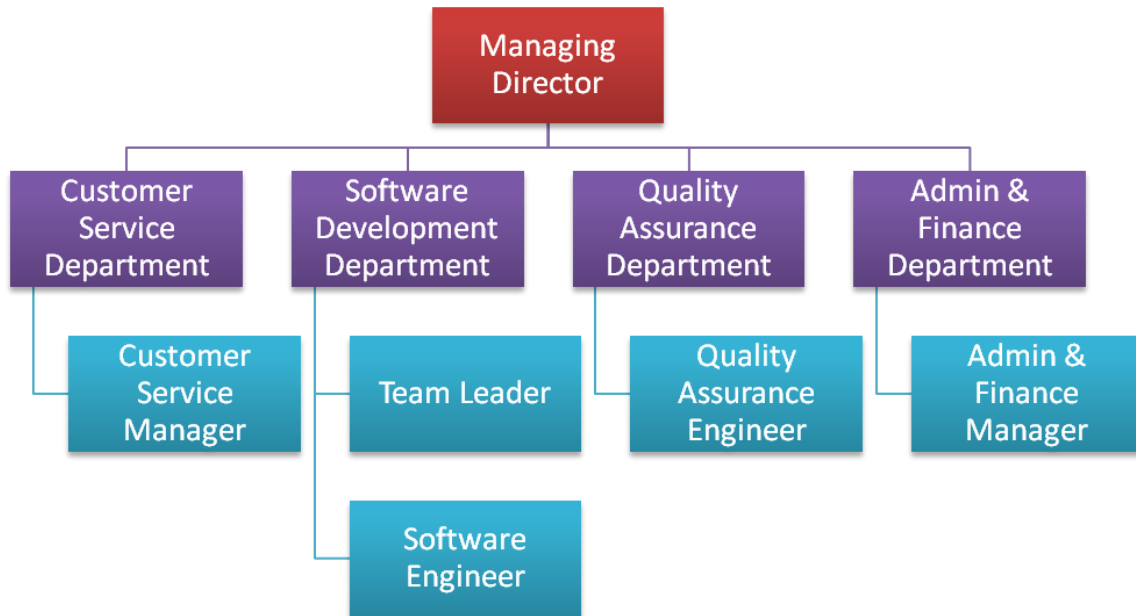 Managing
Director
Customer
Service
Department
Software
Development
Department
Quality
Assurance
Department
Admin &
Finance
Department
Customer
Service
Manager
Team Leader
Quality
Assurance
Engineer
Admin &
Finance
Manager
Software
Engineer